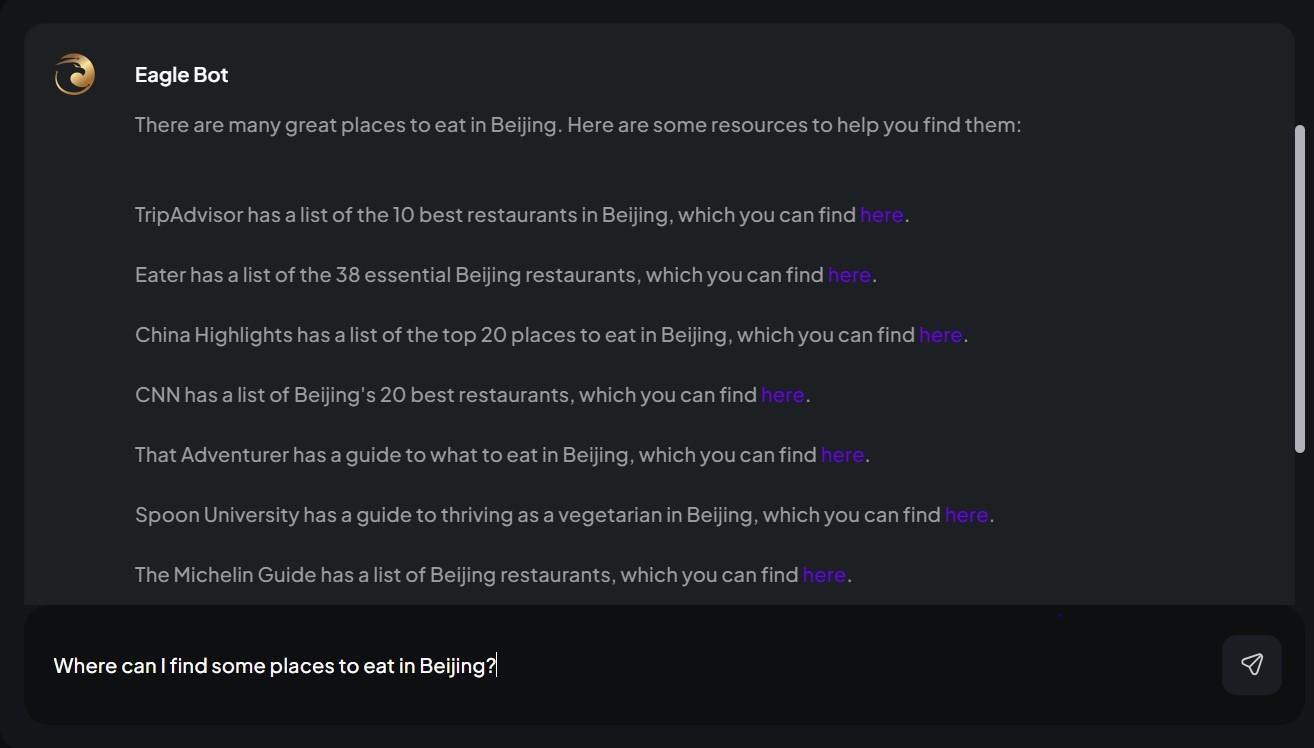 Eagle Bot
There are many great places to eat in Beijing. Here are some resources to help you find them:
TripAdvisor has a list of the 10 best restaurants in Beijing, which you can find here.
Eater has a list of the 38 essential Beijing restaurants, which you can find here.
China Highlights has a list of the top 20 places to eat in Beijing, which you can find here.
CNN has a list of Beijing's 20 best restaurants, which you can find here.
That Adventurer has a guide to what to eat in Beijing, which you can find here.
Spoon University has a guide to thriving as a vegetarian in Beijing, which you can find here.
The Michelin Guide has a list of Beijing restaurants, which you can find here.
Where can I find some places to eat in Beijing?